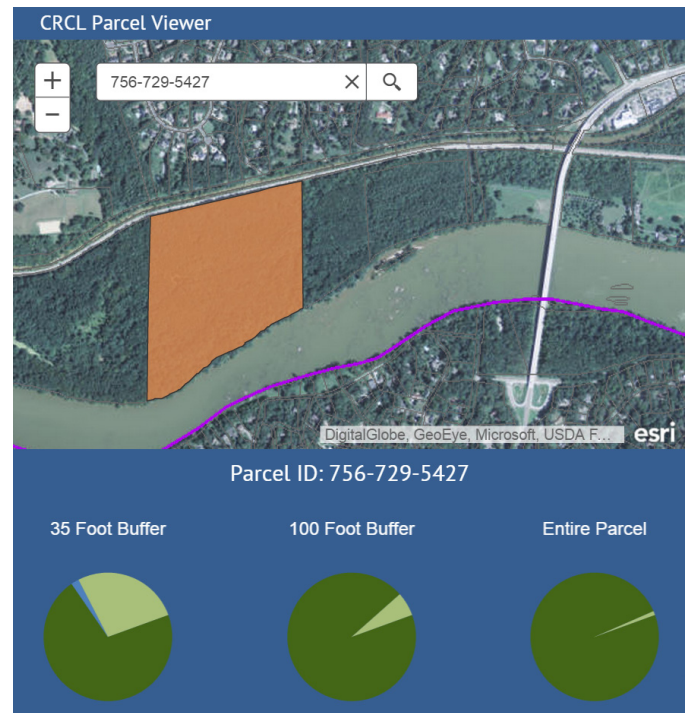 CRCL Parcel Viewer
+
756-729-5427
−
DigitalGlobe, GeoEye, Microsoft, USDA F...
esri
Parcel ID: 756-729-5427
35 Foot Buffer
100 Foot Buffer
Entire Parcel